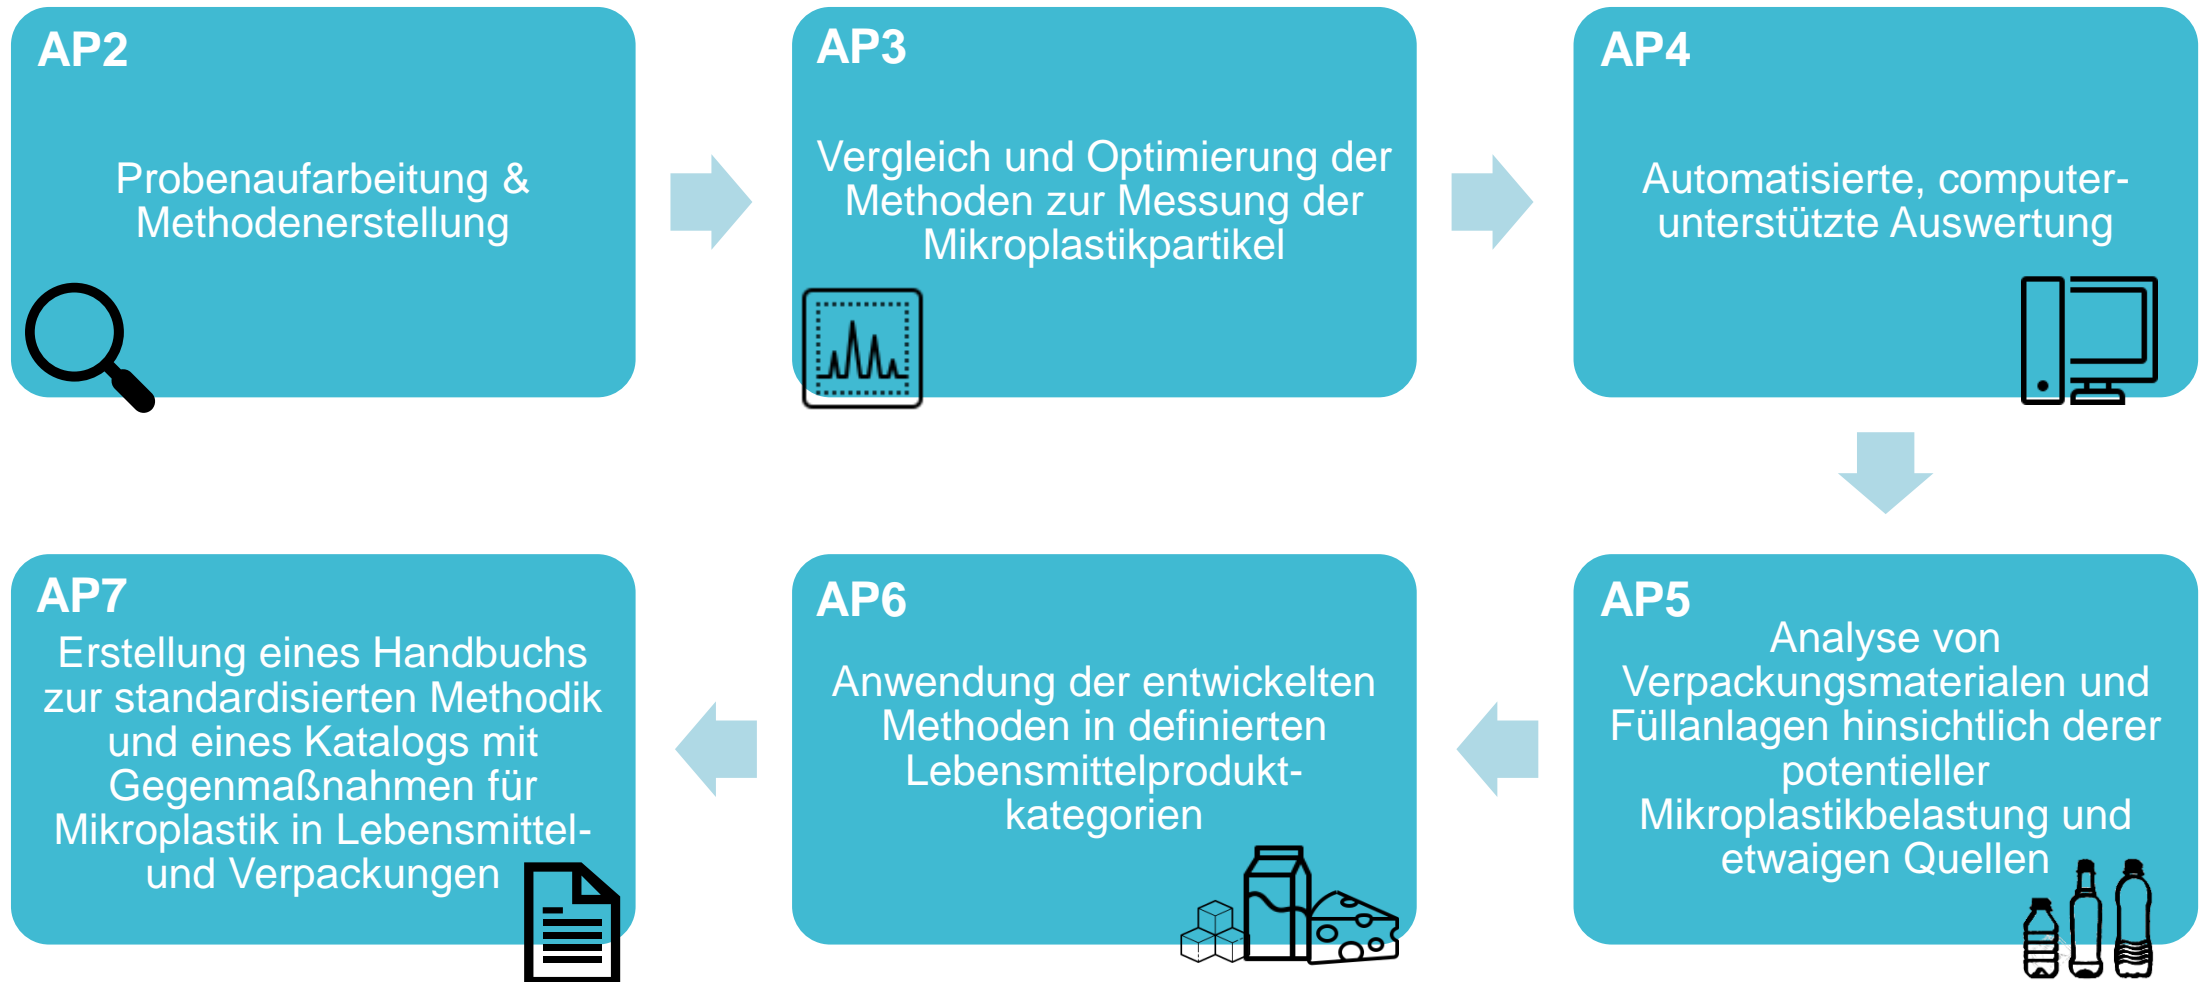 AP2
Probenaufarbeitung &
Methodenerstellung
AP3
Vergleich und Optimierung der
Methoden zur Messung der
Mikroplastikpartikel
AP4
Automatisierte, computer-
unterstützte Auswertung
AP5
Analyse von
Verpackungsmaterialen und
Füllanlagen hinsichtlich derer
potentieller
Mikroplastikbelastung und
etwaigen Quellen
AP6
Anwendung der entwickelten
Methoden in definierten
Lebensmittelprodukt-
kategorien
AP7
Erstellung eines Handbuchs
zur standardisierten Methodik
und eines Katalogs mit
Gegenmaßnahmen für
Mikroplastik in Lebensmittel-
und Verpackungen